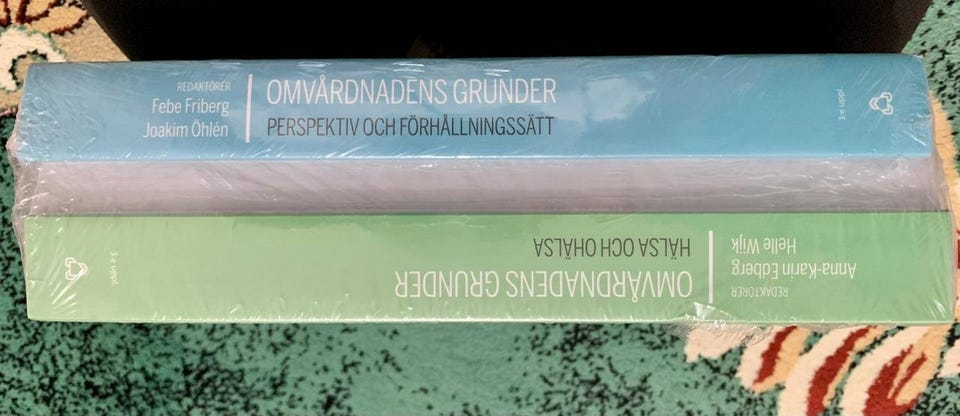 REDAKTÖRER
Febe Friberg
Joakim Öhlén
OMVÅRDNADENS GRUNDER
PERSPEKTIV OCH FÖRHÅLLNINGSSÄTT
3:e uppl.
REDAKTÖRER
Anna-Karin Edberg
Helle Wijk
OMVÅRDNADENS GRUNDER
HÄLSA OCH OHÄLSA
3:e uppl.